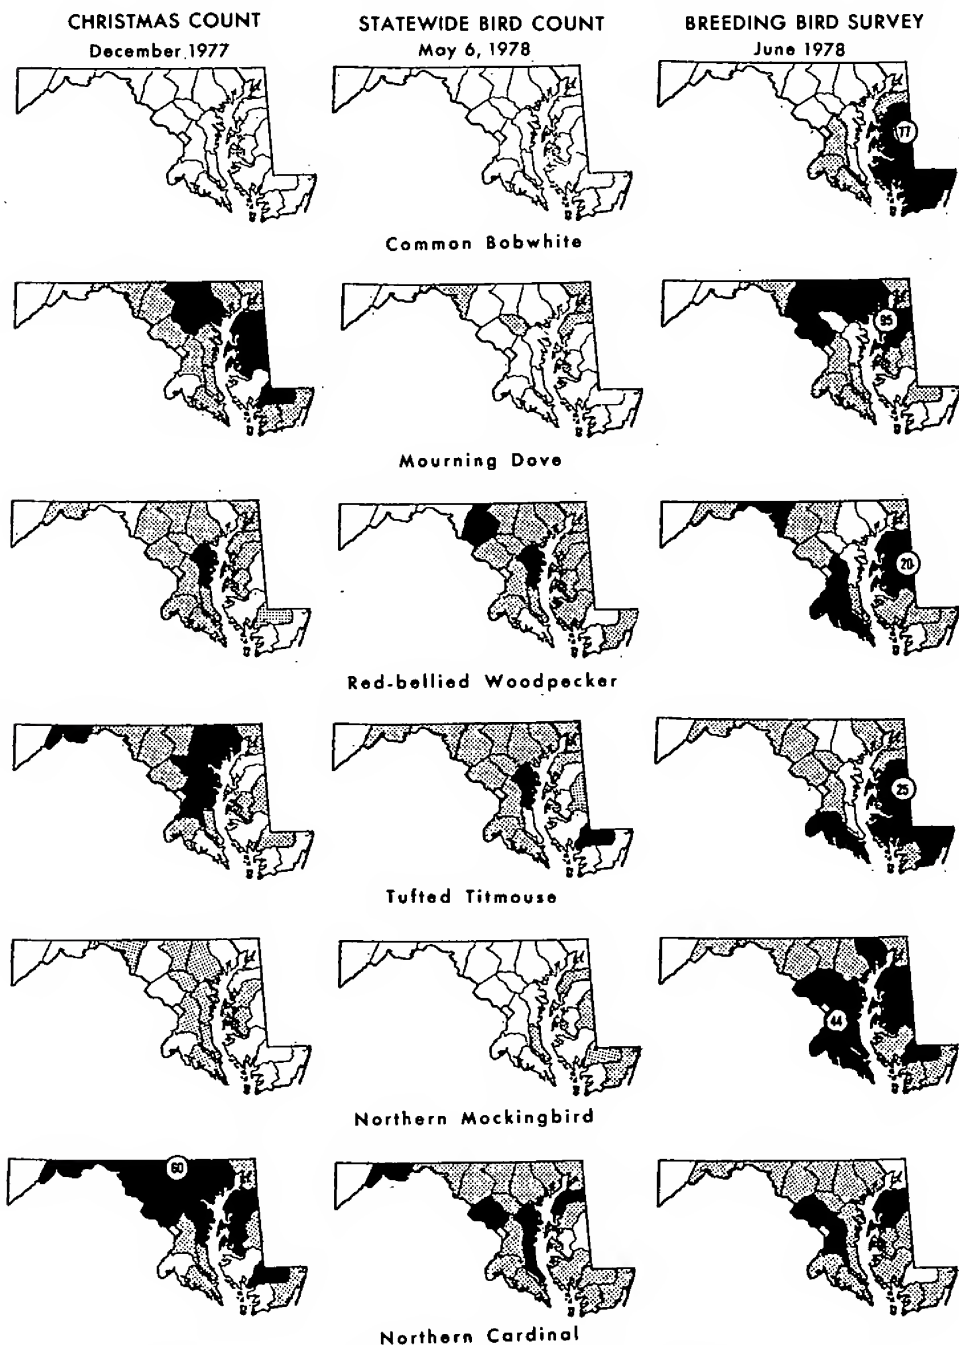 CHRISTMAS COUNT
December 1977
STATEWIDE BIRD COUNT
May 6, 1978
BREEDING BIRD SURVEY
June 1978
77
Common Bobwhite
95
Mourning Dove
20
Red-bellied Woodpecker
25
Tufted Titmouse
44
Northern Mockingbird
60
Northern Cardinal